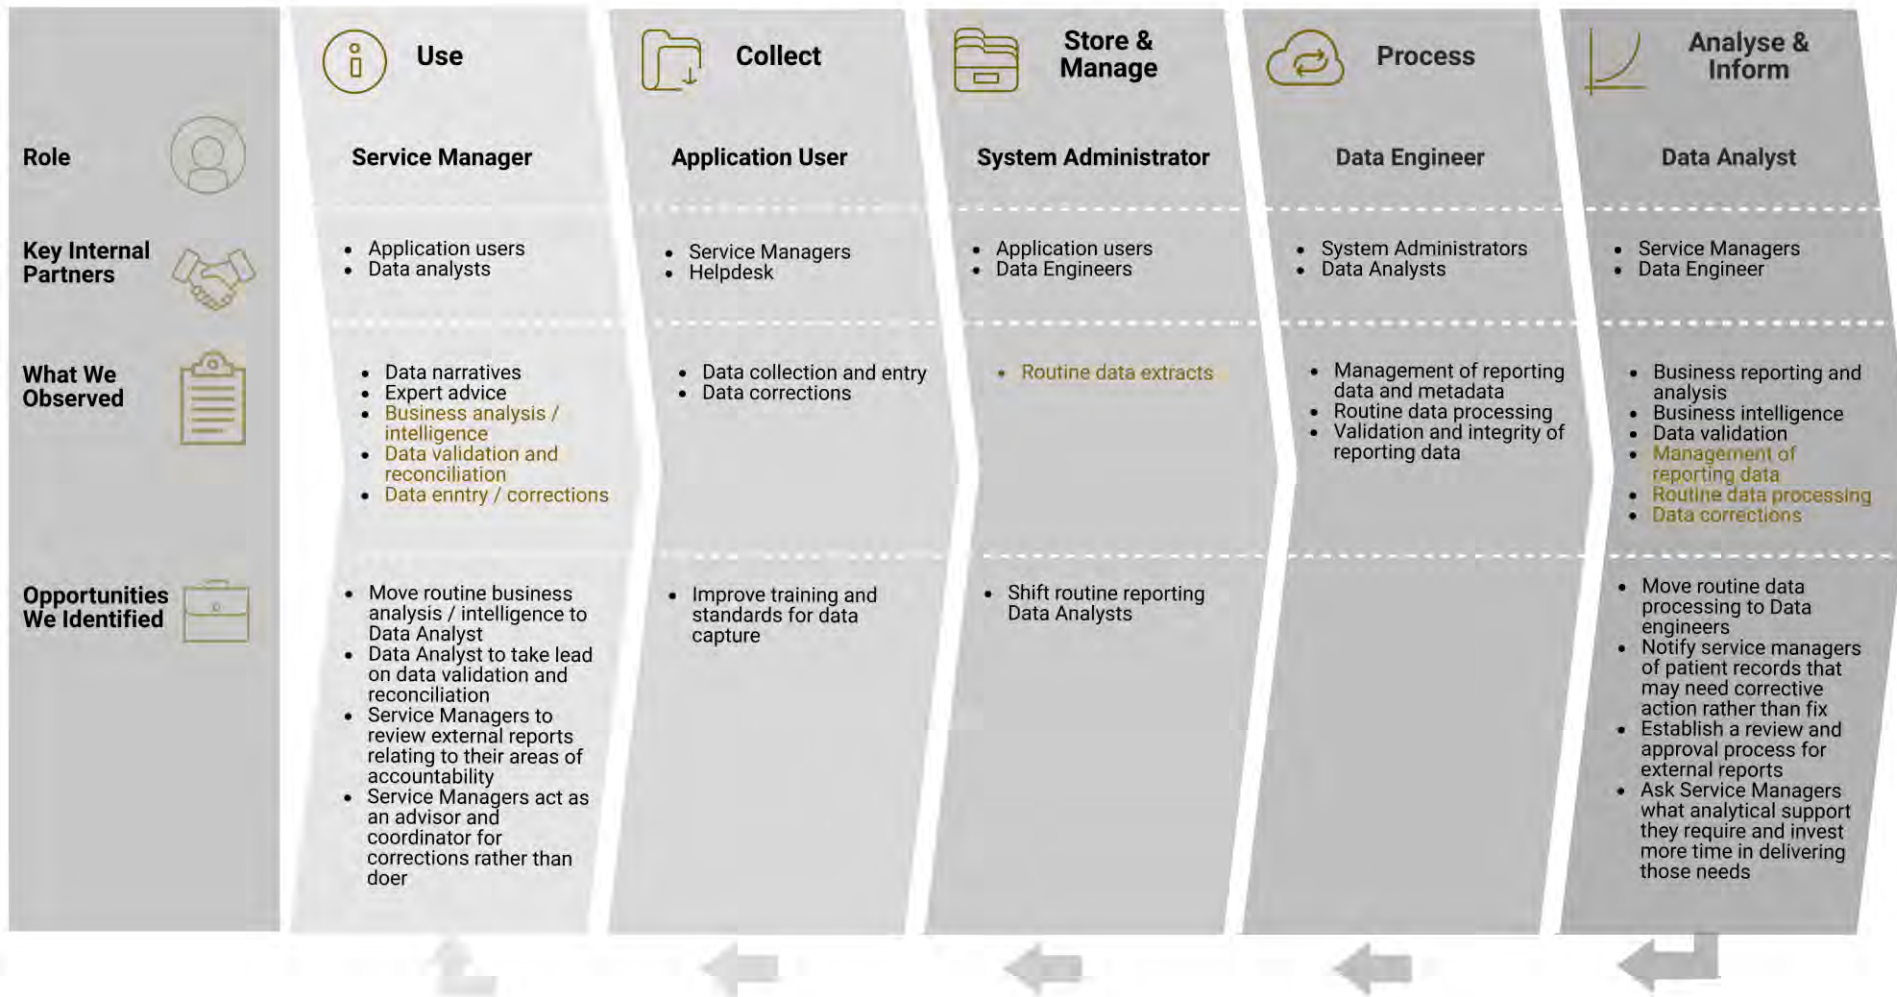 Use
Collect
Store &
Manage
Process
Analyse &
Inform
Role
Service Manager
Application User
System Administrator
Data Engineer
Data Analyst
Key Internal
Partners
• Application users
• Data analysts
• Service Managers
• Helpdesk
• Application users
• Data Engineers
• System Administrators
• Data Analysts
• Service Managers
• Data Engineer
What We
Observed
• Data narratives
• Expert advice
• Business analysis /
intelligence
• Data validation and
reconciliation
• Data enntry / corrections
• Data collection and entry
• Data corrections
• Routine data extracts
• Management of reporting
data and metadata
• Routine data processing
• Validation and integrity of
reporting data
• Business reporting and
analysis
• Business intelligence
• Data validation
• Management of
reporting data
• Routine data processing
• Data corrections
Opportunities
We Identified
• Move routine business
analysis / intelligence to
Data Analyst
• Data Analyst to take lead
on data validation and
reconciliation
• Service Managers to
review external reports
relating to their areas of
accountability
• Service Managers act as
an advisor and
coordinator for
corrections rather than
doer
• Improve training and
standards for data
capture
• Shift routine reporting
Data Analysts
• Move routine data
processing to Data
engineers
• Notify service managers
of patient records that
may need corrective
action rather than fix
• Establish a review and
approval process for
external reports
• Ask Service Managers
what analytical support
they require and invest
more time in delivering
those needs